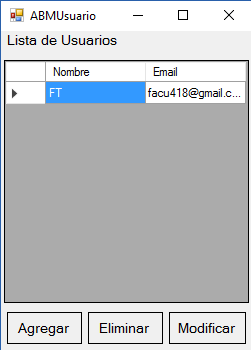 ABMUsuario
Lista de Usuarios
Nombre Email
FT facu418@gmail.c...
Agregar Eliminar Modificar